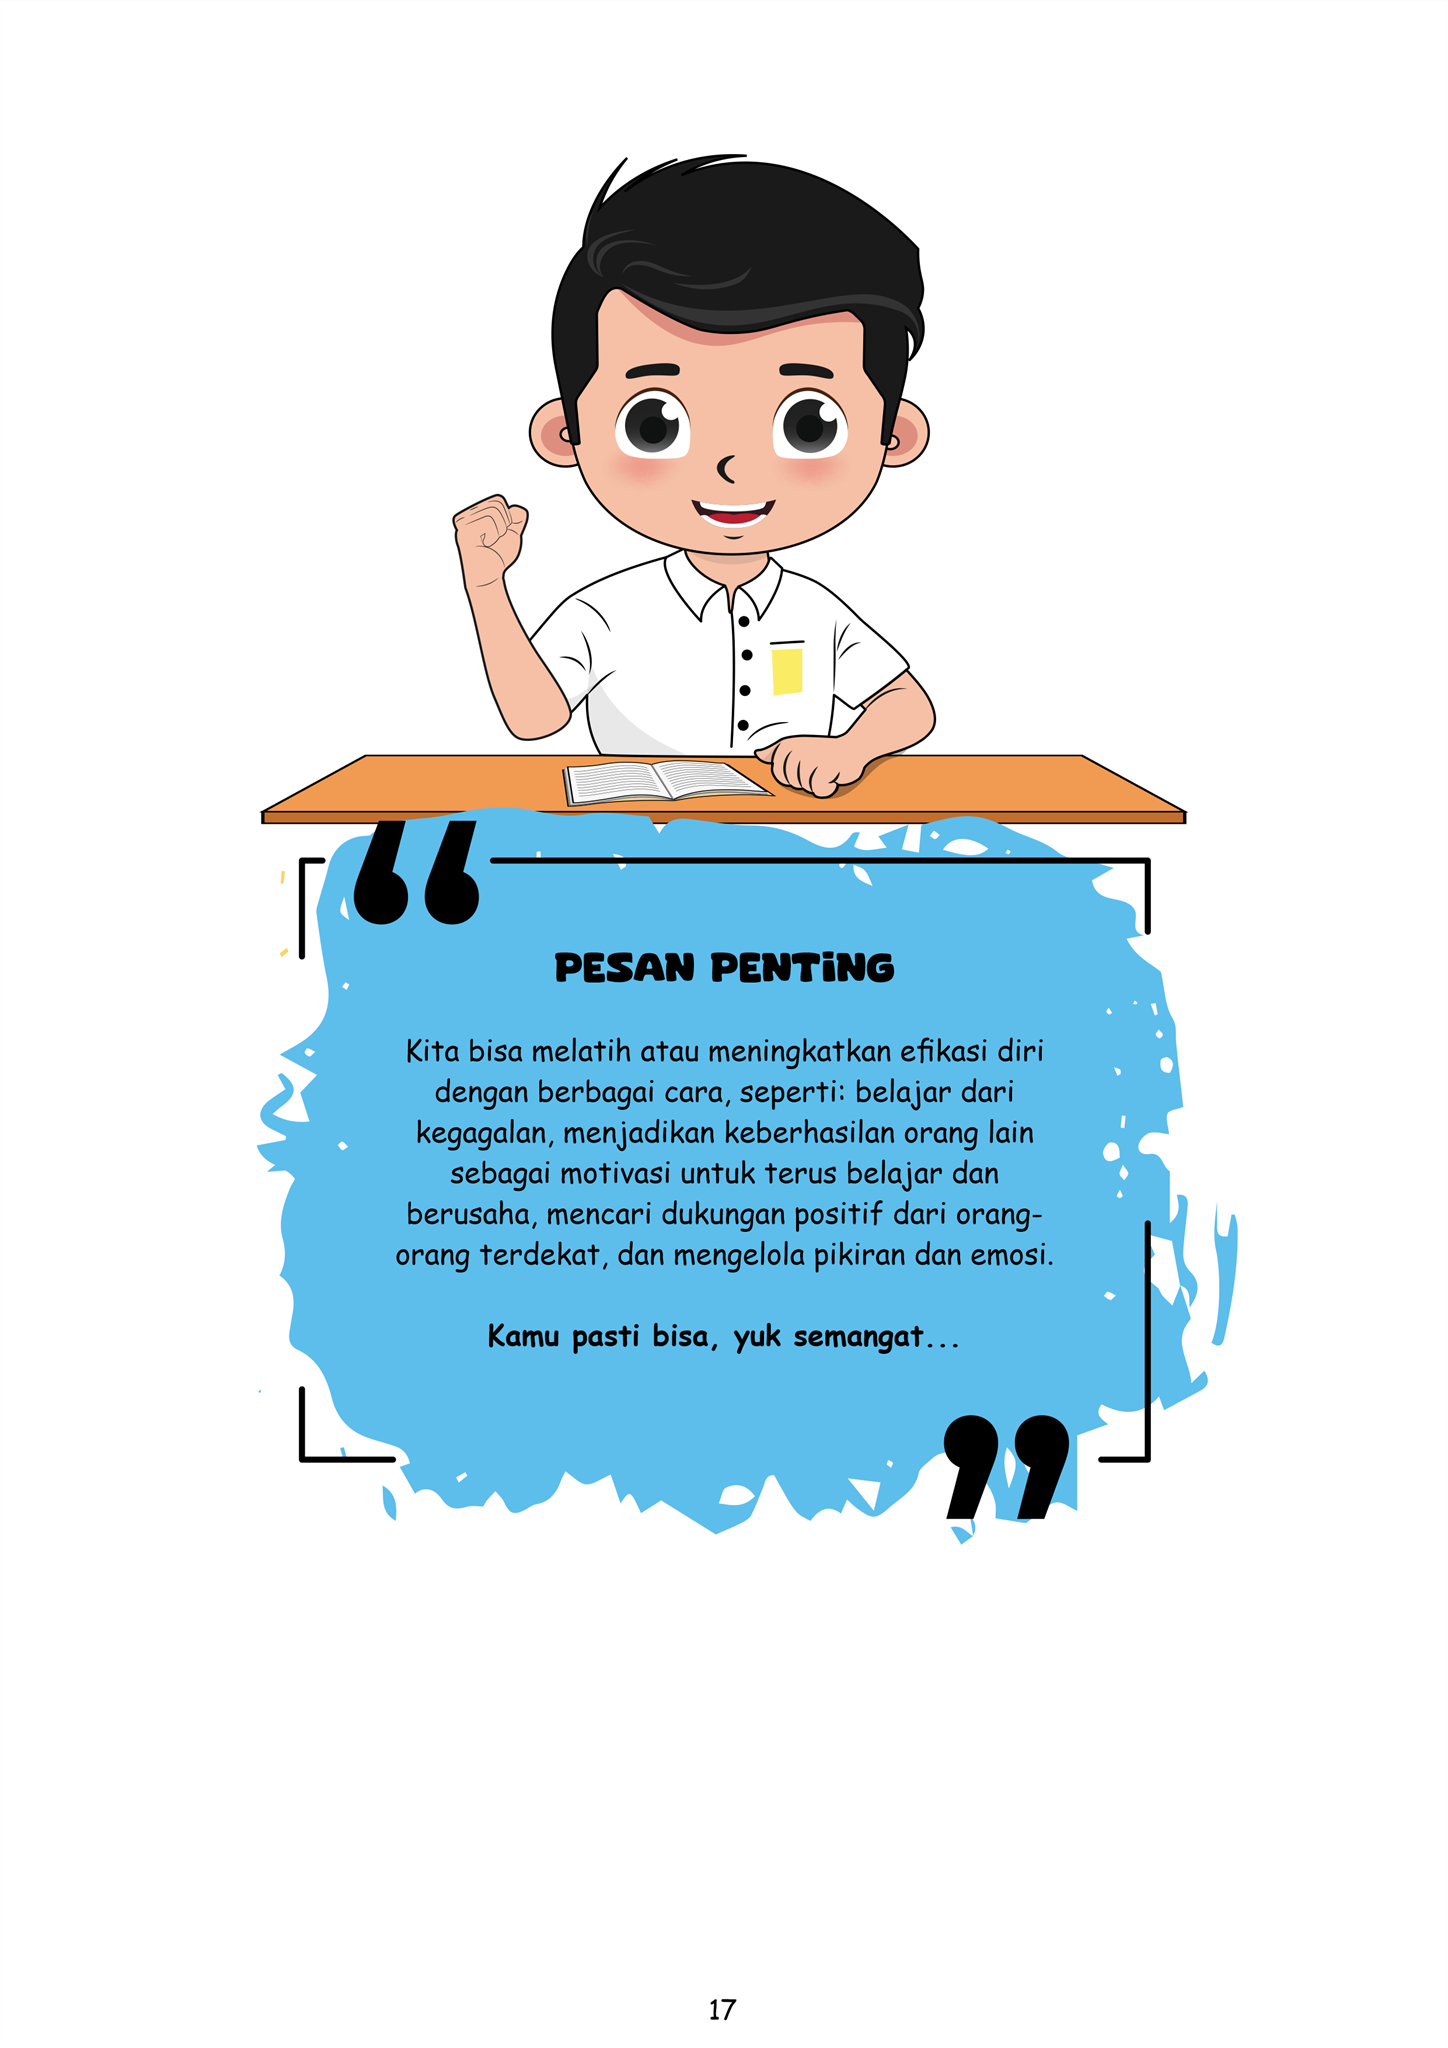 PESAN PENTiNG
Kita bisa melatih atau meningkatkan efikasi diri
dengan berbagai cara, seperti: belajar dari
kegagalan, menjadikan keberhasilan orang lain
sebagai motivasi untuk terus belajar dan
berusaha, mencari dukungan positif dari orang-
orang terdekat, dan mengelola pikiran dan emosi.
Kamu pasti bisa, yuk semangat...
17